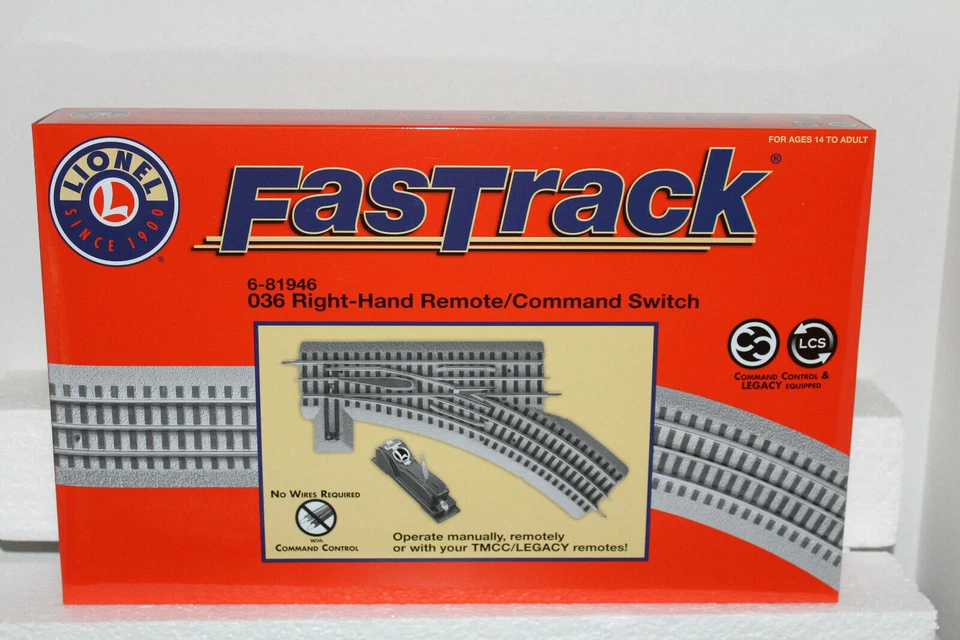 FOR AGES 14 TO ADULT
LIONEL
L
SINCE 1900
®
FasTrack®
6-81946
036 Right-Hand Remote/Command Switch
LCS
Command Control &
LEGACY equipped
No Wires Required
With
Command Control
Operate manually, remotely
or with your TMCC/LEGACY remotes!